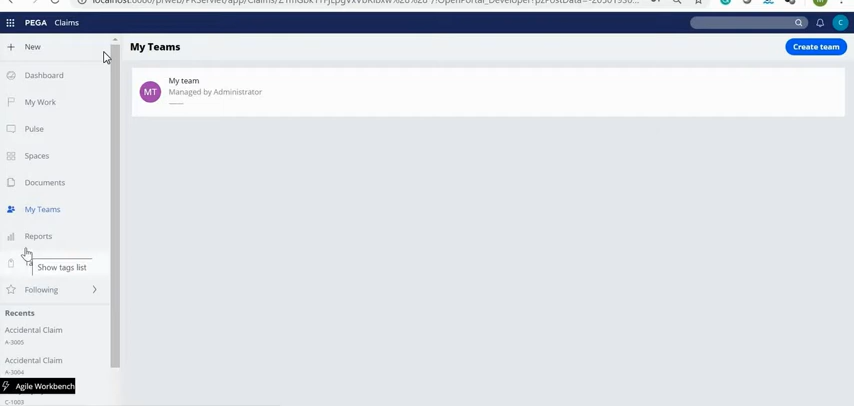 PEGA Claims
C
+ New
My Teams
Create team
Dashboard
My Work
Pulse
Spaces
Documents
My Teams
Reports
Show tags list
Following
MT
My team
Managed by Administrator
Recents
Accidental Claim
A-3005
Accidental Claim
A-3004
Agile Workbench
C-1003